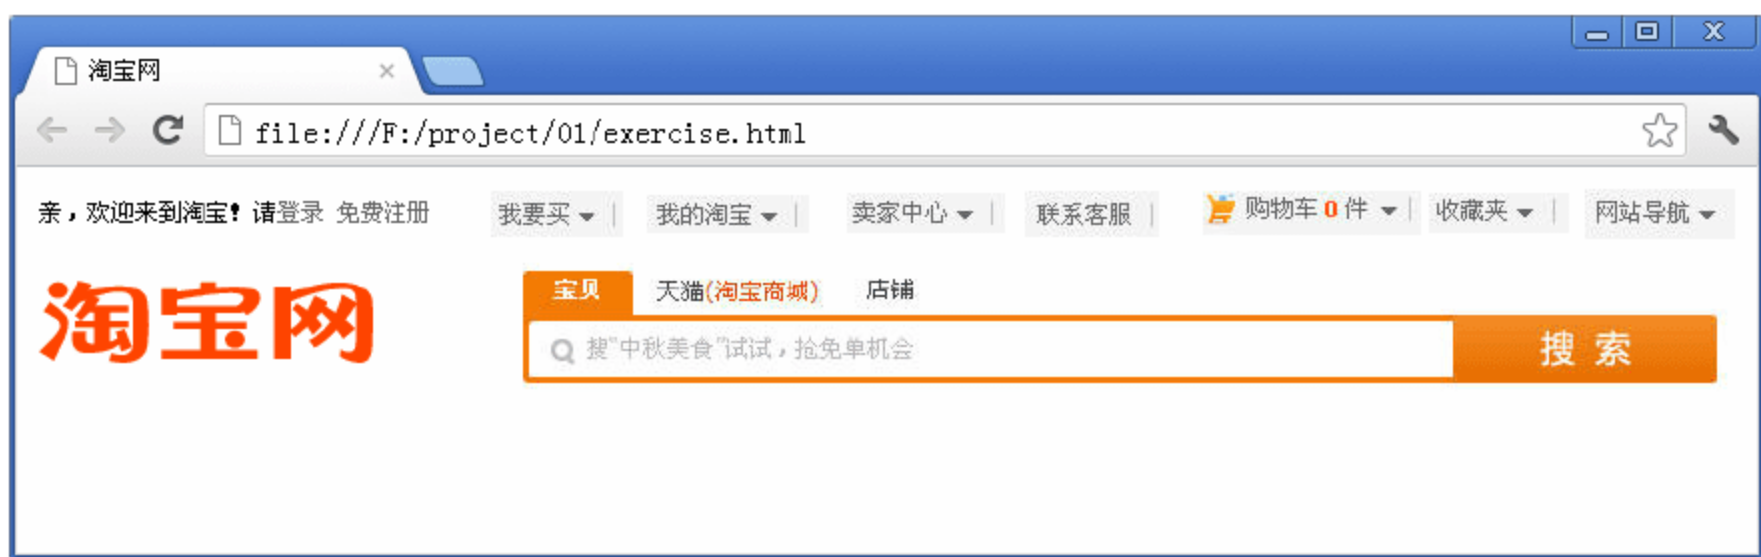 淘宝网
file:///F:/project/01/exercise.html
亲，欢迎来到淘宝！请登录 免费注册 我要买 | 我的淘宝 | 卖家中心 | 联系客服 | 购物车0件 | 收藏夹 | 网站导航
淘宝网
宝贝 天猫(淘宝商城) 店铺
搜"中秋美食"试试，抢免单机会 搜 索